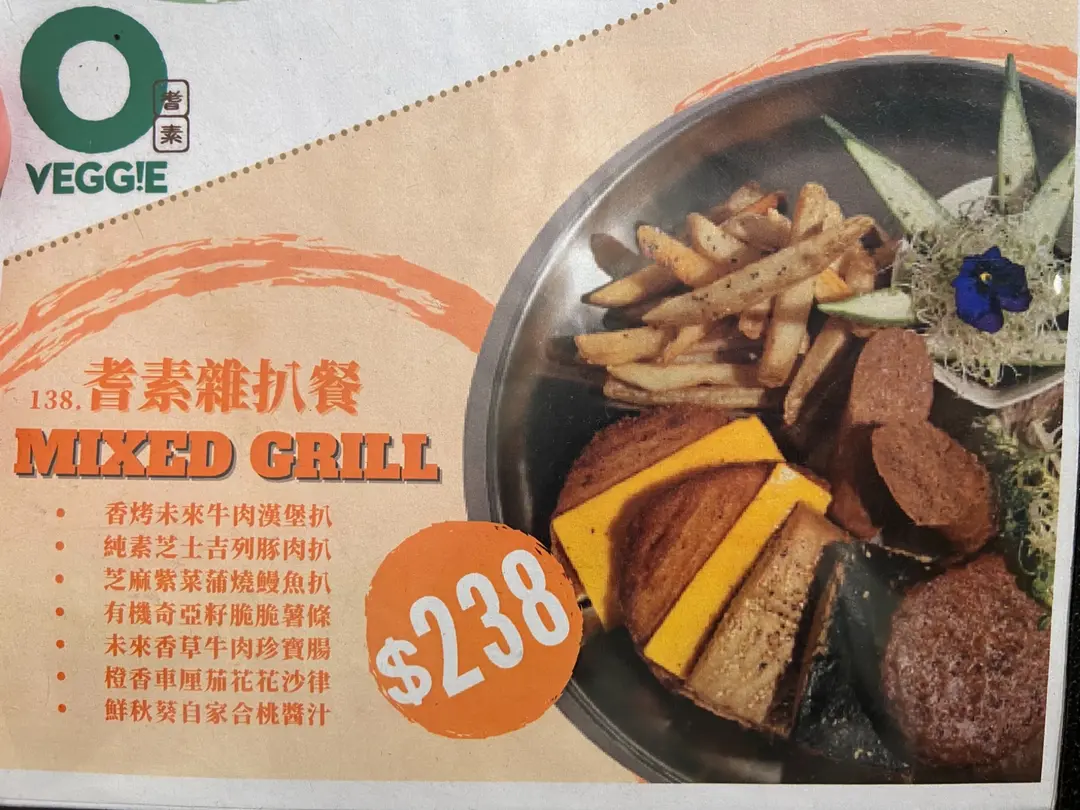 耆
素
VEGG!E
138. 耆素雜扒餐
MIXED GRILL
• 香烤未來牛肉漢堡扒
• 純素芝士吉列豚肉扒
• 芝麻紫菜蒲燒鰻魚扒
• 有機奇亞籽脆脆薯條
• 未來香草牛肉珍寶腸
• 橙香車厘茄花花沙律
• 鮮秋葵自家合桃醬汁
$238